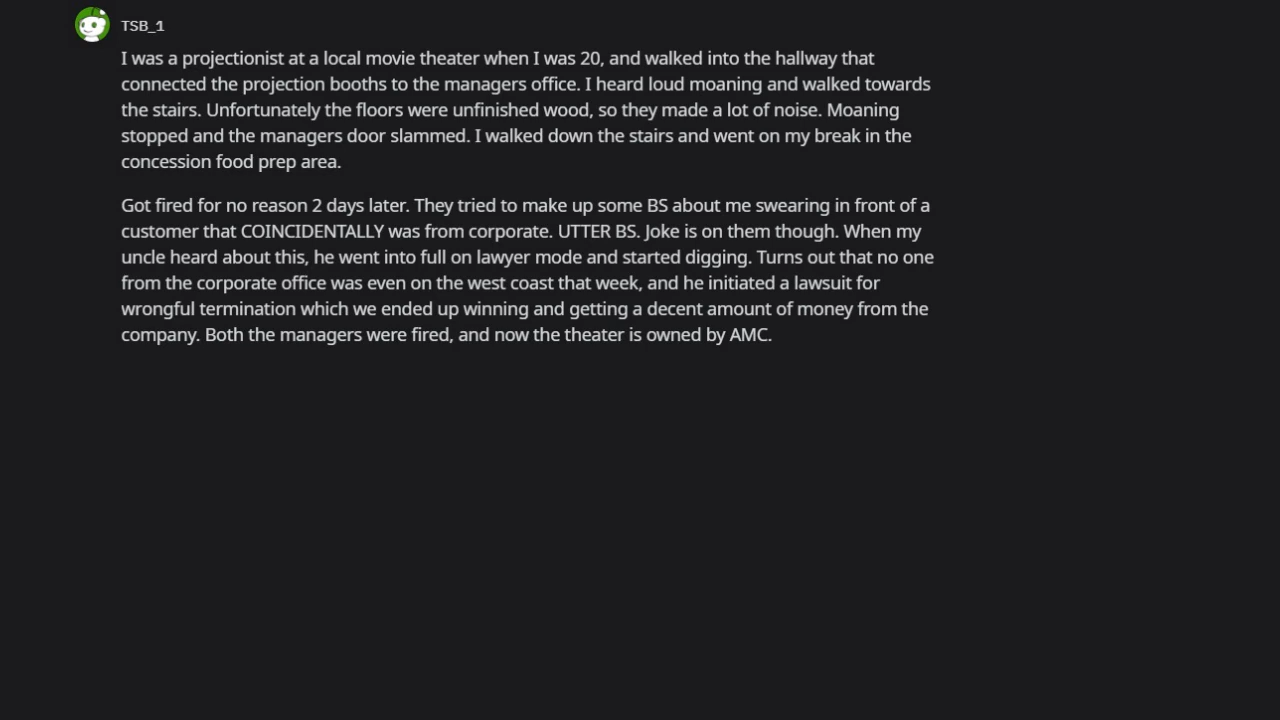 TSB_1
I was a projectionist at a local movie theater when I was 20, and walked into the hallway that
connected the projection booths to the managers office. I heard loud moaning and walked towards
the stairs. Unfortunately the floors were unfinished wood, so they made a lot of noise. Moaning
stopped and the managers door slammed. I walked down the stairs and went on my break in the
concession food prep area.
Got fired for no reason 2 days later. They tried to make up some BS about me swearing in front of a
customer that COINCIDENTALLY was from corporate. UTTER BS. Joke is on them though. When my
uncle heard about this, he went into full on lawyer mode and started digging. Turns out that no one
from the corporate office was even on the west coast that week, and he initiated a lawsuit for
wrongful termination which we ended up winning and getting a decent amount of money from the
company. Both the managers were fired, and now the theater is owned by AMC.